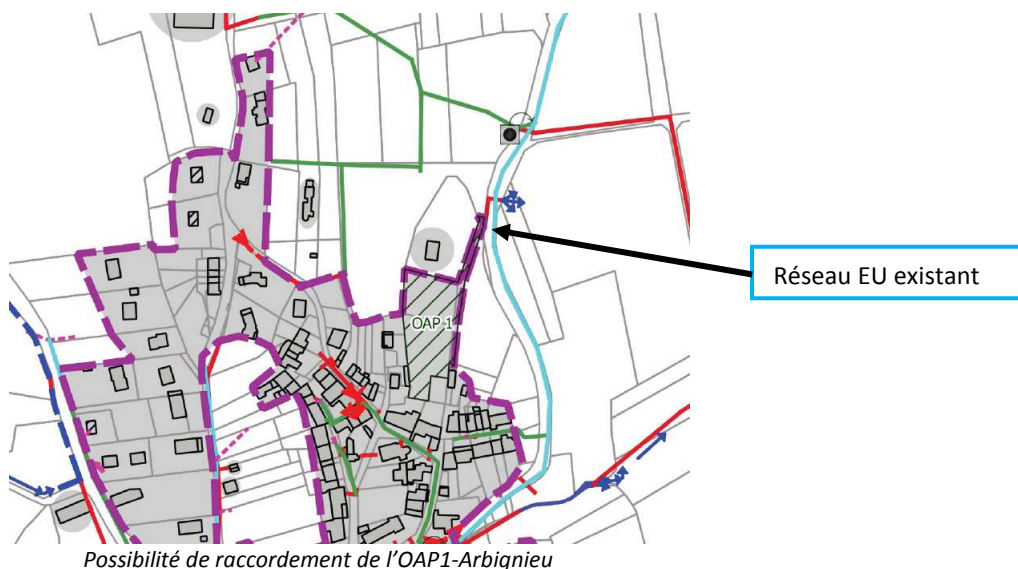 OAP 1
Réseau EU existant
Possibilité de raccordement de l'OAP1-Arbignieu